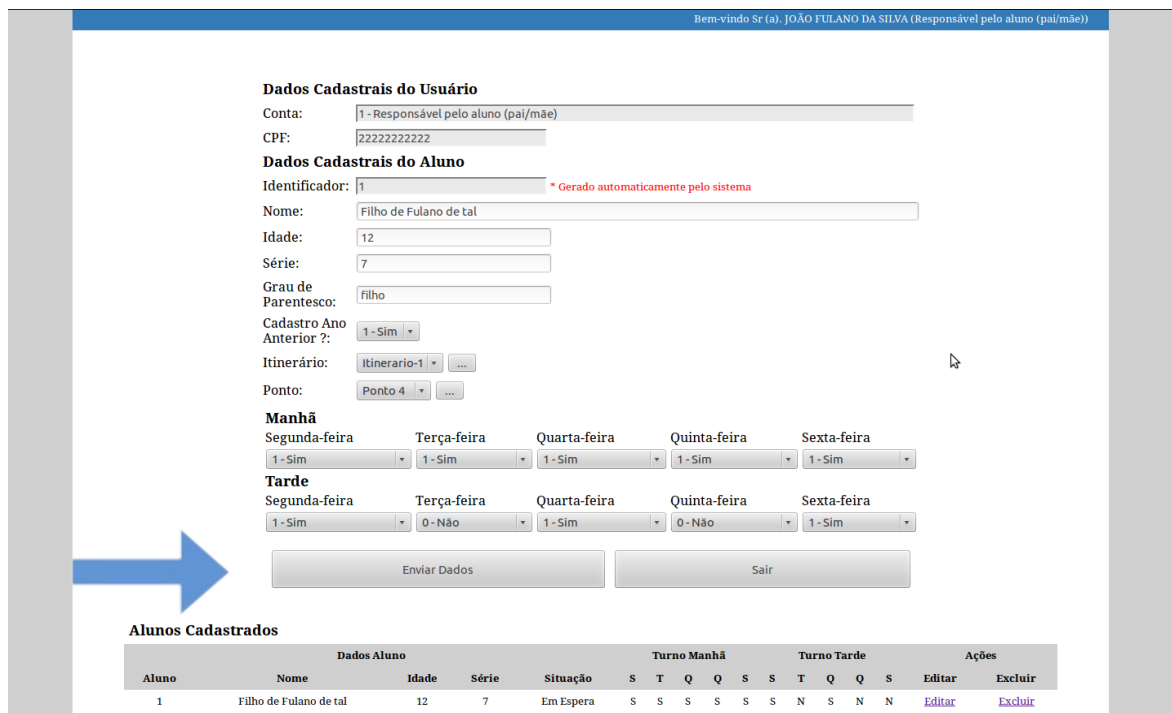 Bem-vindo Sr (a). JOÃO FULANO DA SILVA (Responsável pelo aluno (pai/mãe))
Dados Cadastrais do Usuário
Conta: 1 - Responsável pelo aluno (pai/mãe)
CPF: 22222222222
Dados Cadastrais do Aluno
Identificador: 1 * Gerado automaticamente pelo sistema
Nome: Filho de Fulano de tal
Idade: 12
Série: 7
Grau de
Parentesco: filho
Cadastro Ano
Anterior ?: 1 - Sim
Itinerário: Itinerario-1 ...
Ponto: Ponto 4 ...
Manhã
Segunda-feira Terça-feira Quarta-feira Quinta-feira Sexta-feira
1 - Sim 1 - Sim 1 - Sim 1 - Sim 1 - Sim
Tarde
Segunda-feira Terça-feira Quarta-feira Quinta-feira Sexta-feira
1 - Sim 0 - Não 1 - Sim 0 - Não 1 - Sim
Enviar Dados Sair
Alunos Cadastrados
Dados Aluno Turno Manhã Turno Tarde Ações
Aluno Nome Idade Série Situação S T Q Q S S T Q Q S Editar Excluir
1 Filho de Fulano de tal 12 7 Em Espera S S S S S S N S N N Editar Excluir